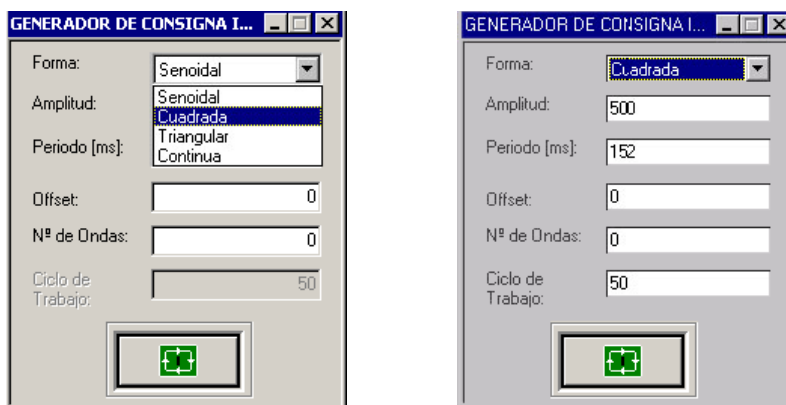 GENERADOR DE CONSIGNA I...
Forma:
Senoidal
Senoidal
Cuadrada
Triangular
Continua
Amplitud:
Periodo [ms]:
Offset:
0
Nº de Ondas:
0
Ciclo de
Trabajo:
50
GENERADOR DE CONSIGNA I...
Forma:
Cuadrada
Amplitud:
500
Periodo [ms]:
152
Offset:
0
Nº de Ondas:
0
Ciclo de
Trabajo:
50